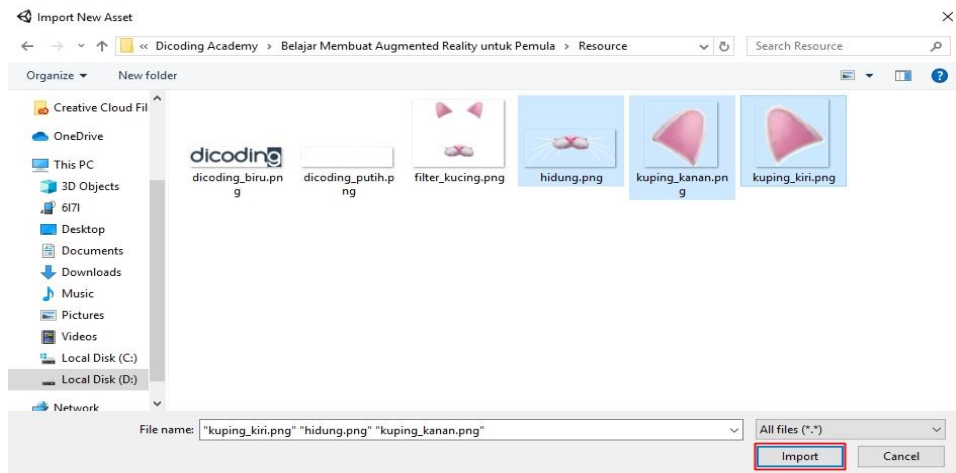 Import New Asset
« Dicoding Academy > Belajar Membuat Augmented Reality untuk Pemula > Resource
Search Resource
Organize
New folder
Creative Cloud Fil
OneDrive
This PC
3D Objects
6I7I
Desktop
Documents
Downloads
Music
Pictures
Videos
Local Disk (C:)
Local Disk (D:)
Network
dicoding
dicoding_biru.pn
g
dicoding_putih.p
ng
filter_kucing.png
hidung.png
kuping_kanan.pn
g
kuping_kiri.png
File name:
"kuping_kiri.png" "hidung.png" "kuping_kanan.png"
All files (*.*)
Import
Cancel